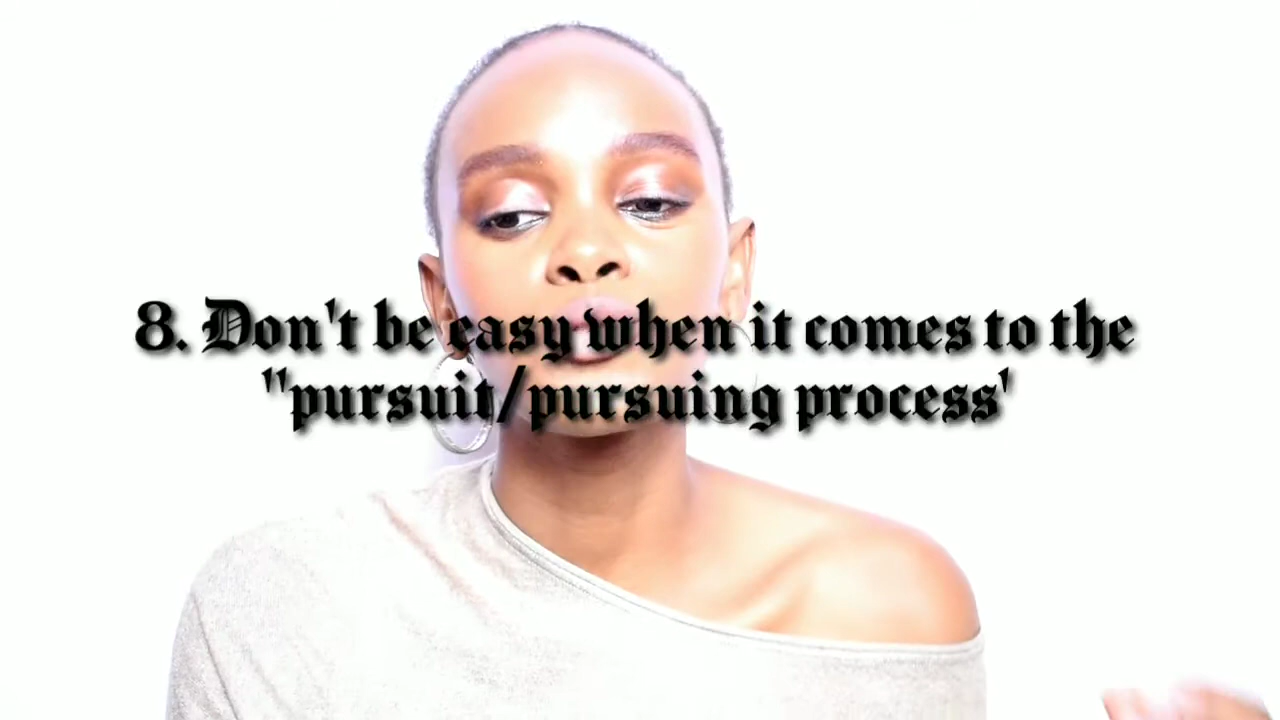 8. Don't be easy when it comes to the
"pursuit/pursuing process'